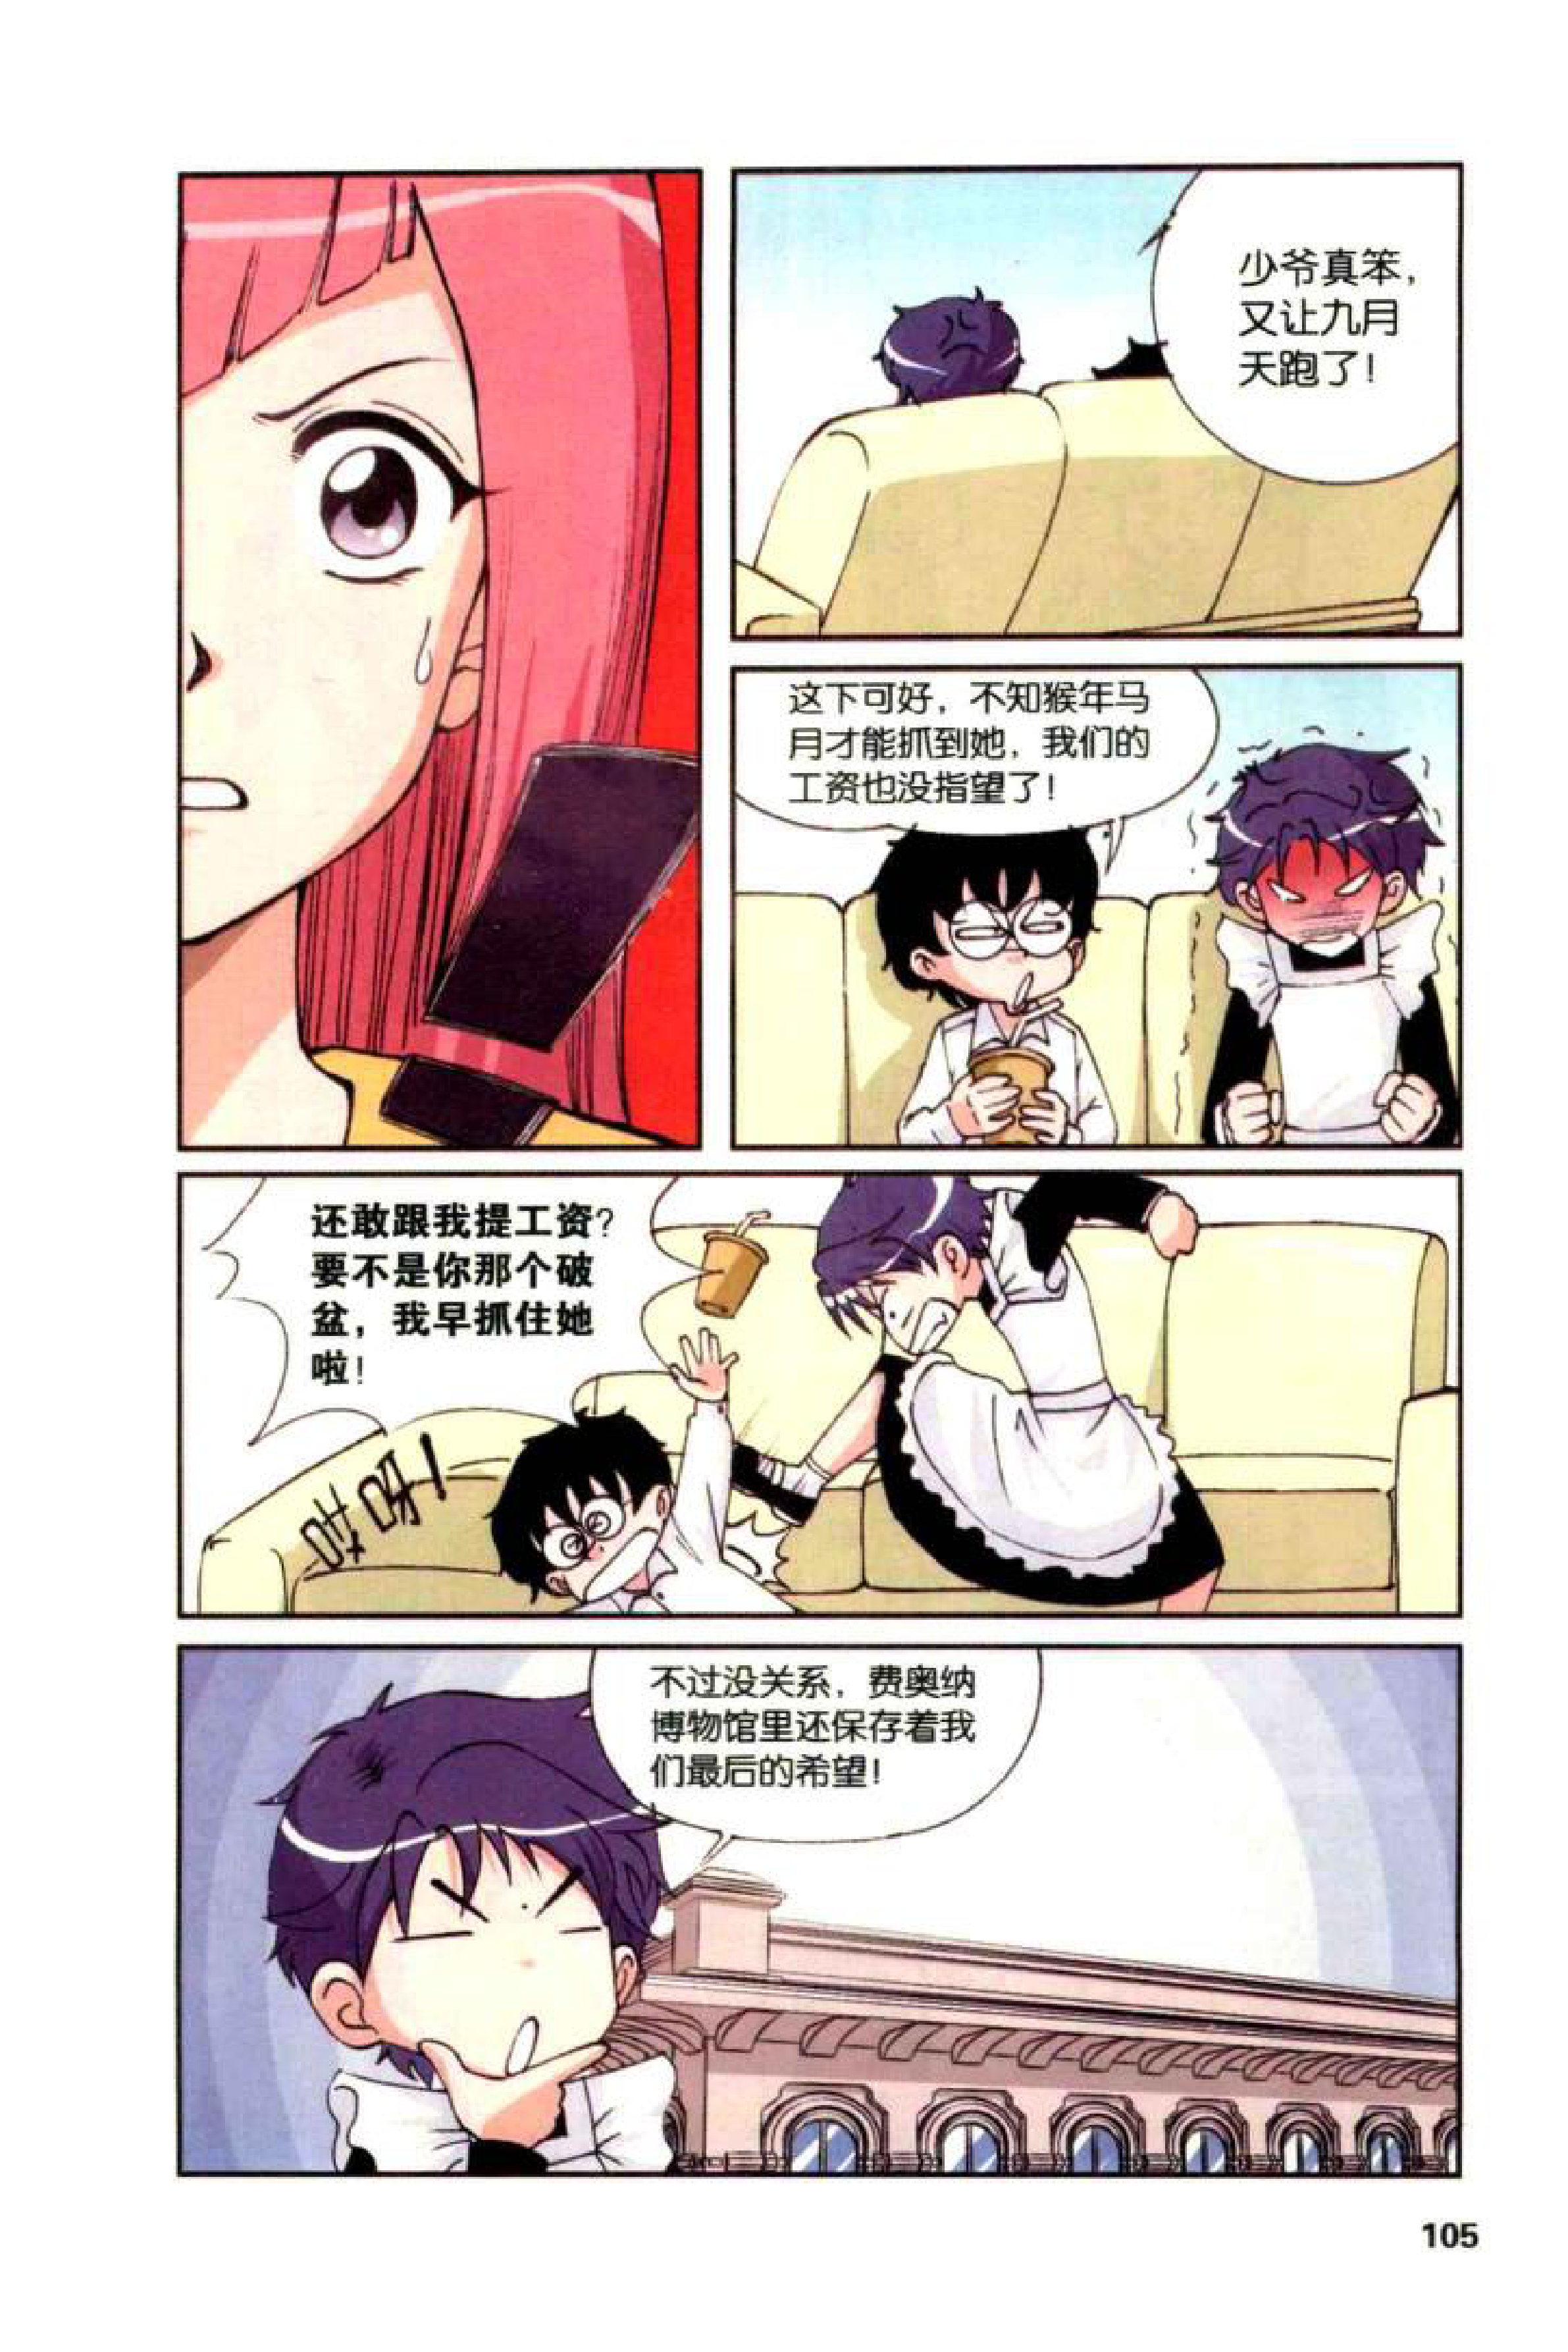 少爷真笨，
又让九月
天跑了！
这下可好，不知猴年马
月才能抓到她，我们的
工资也没指望了！
还敢跟我提工资？
要不是你那个破
盆，我早抓住她
啦！
哎呀！
不过没关系，费奥纳
博物馆里还保存着我
们最后的希望！
105